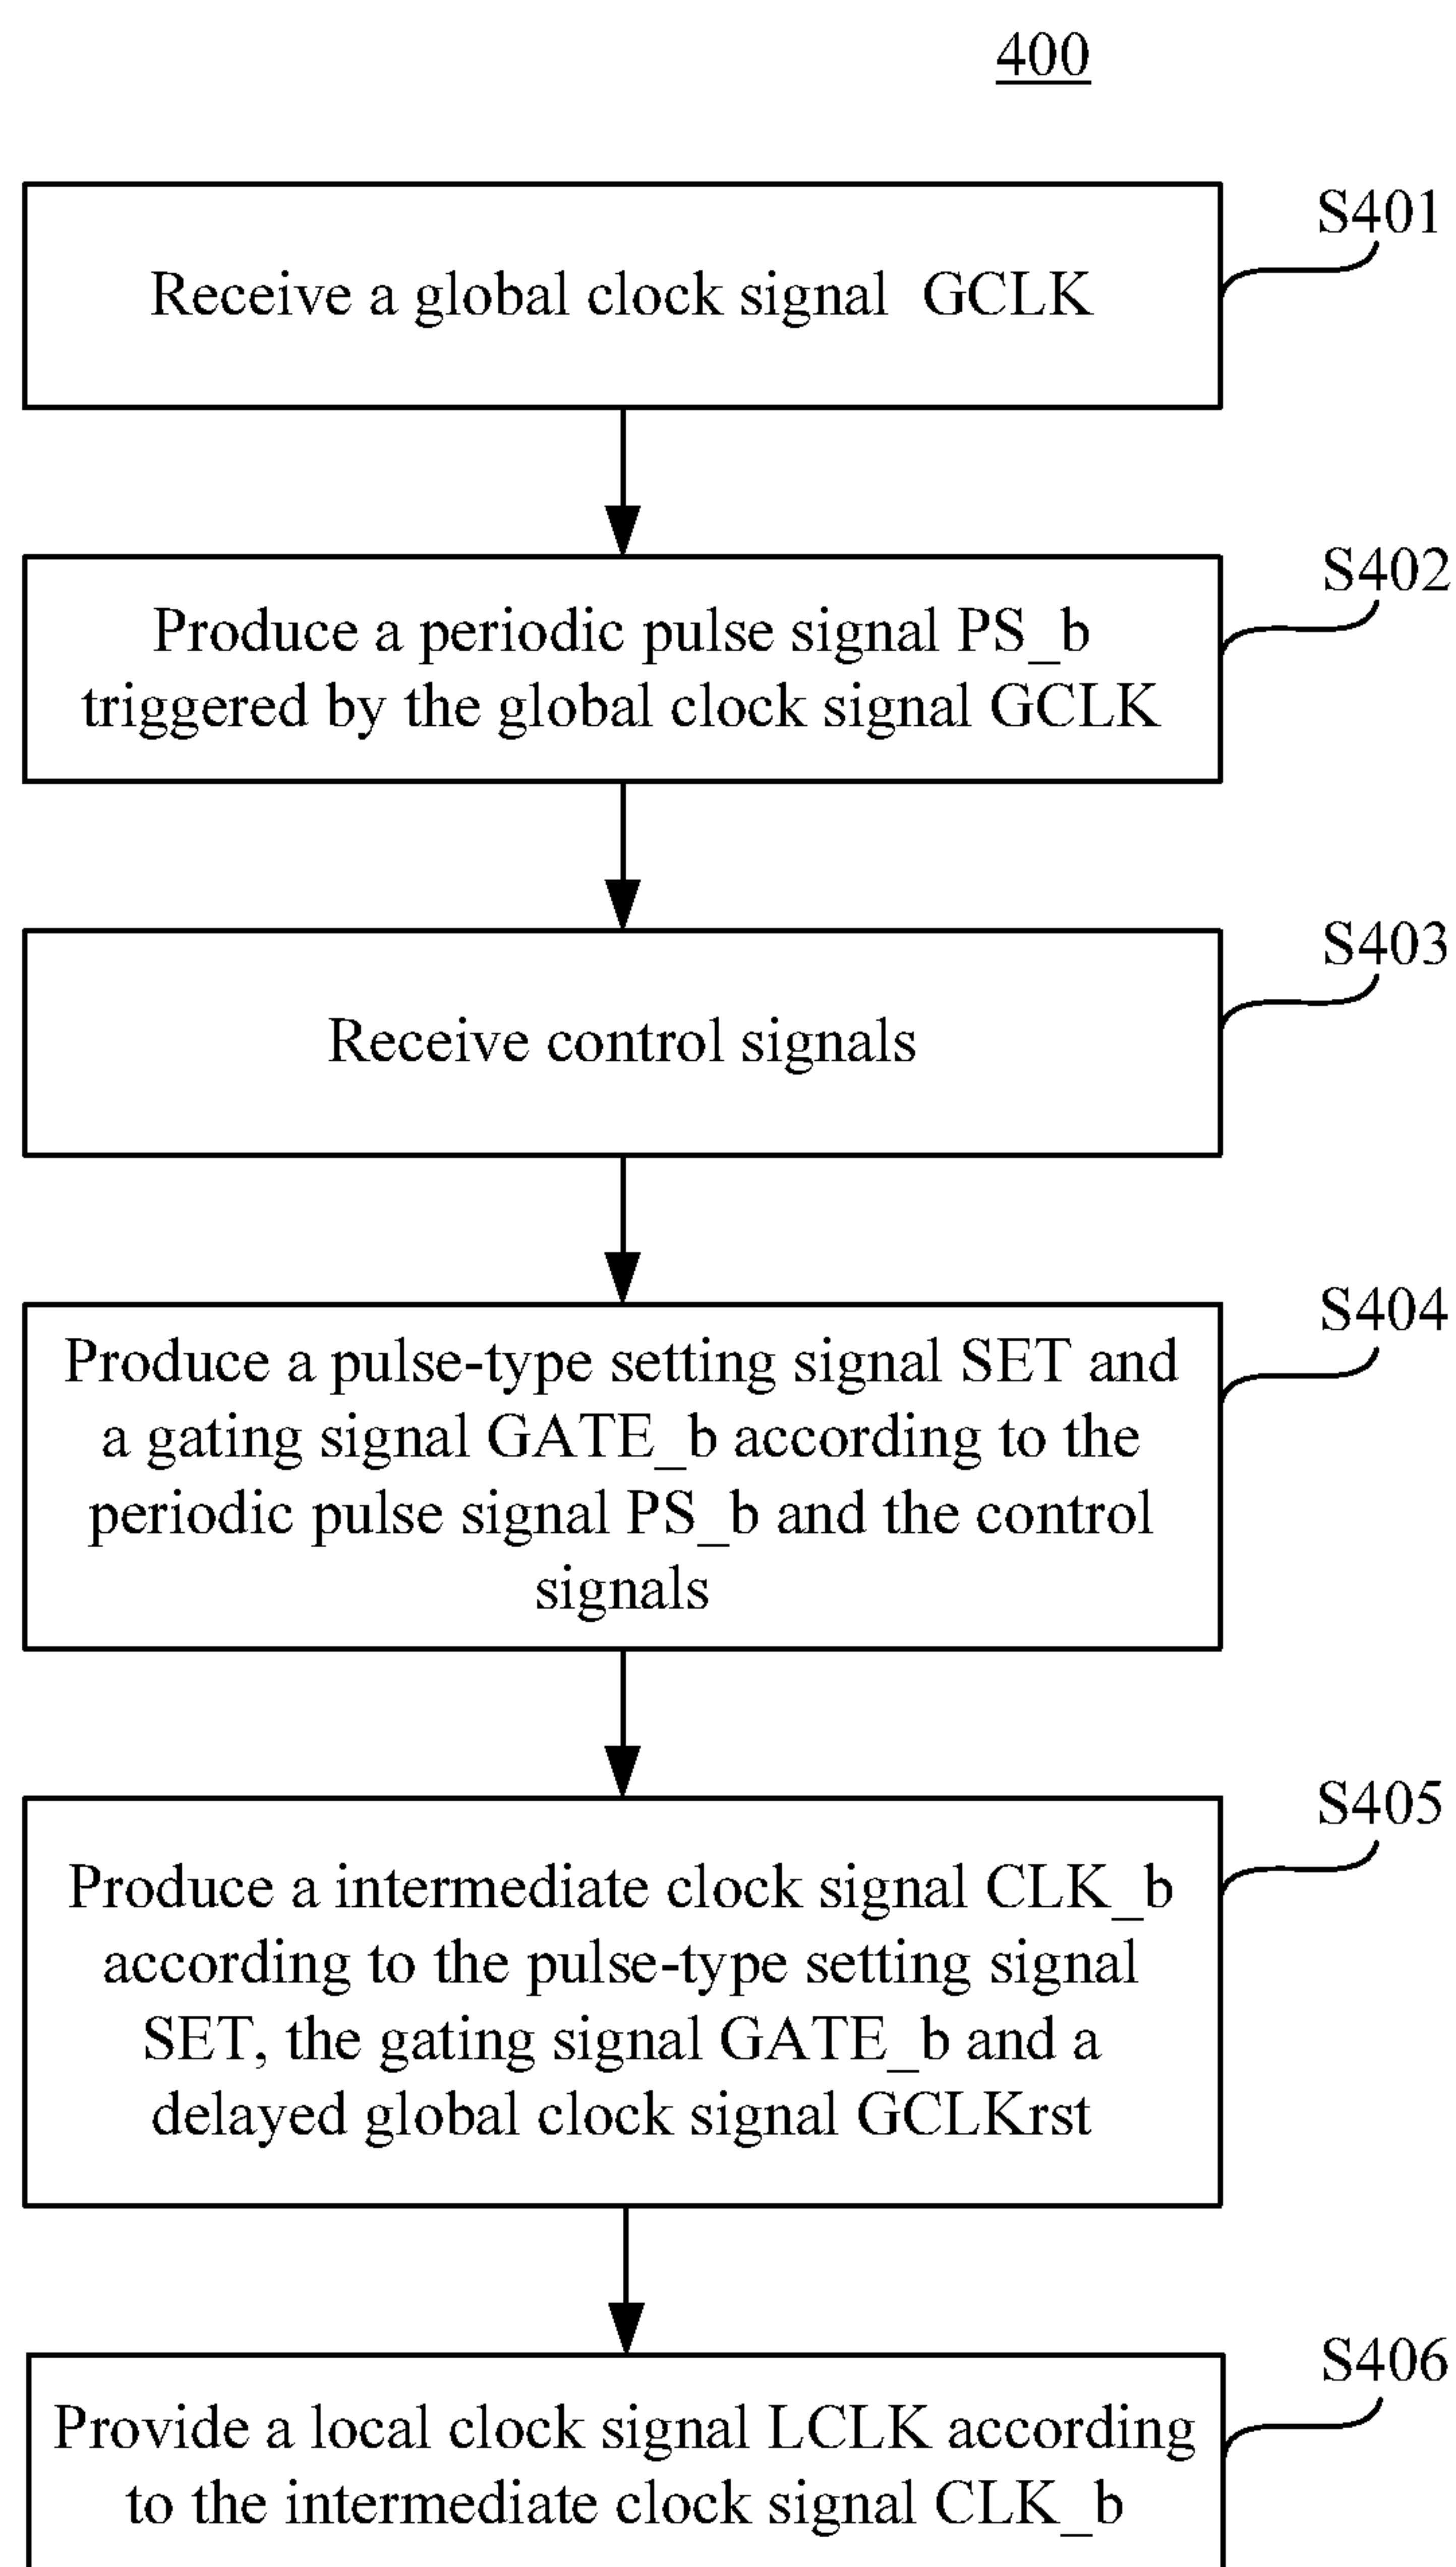 400
S401
Receive a global clock signal GCLK
S402
Produce a periodic pulse signal PS_b
triggered by the global clock signal GCLK
S403
Receive control signals
S404
Produce a pulse-type setting signal SET and
a gating signal GATE_b according to the
periodic pulse signal PS_b and the control
signals
S405
Produce a intermediate clock signal CLK_b
according to the pulse-type setting signal
SET, the gating signal GATE_b and a
delayed global clock signal GCLKrst
S406
Provide a local clock signal LCLK according
to the intermediate clock signal CLK_b